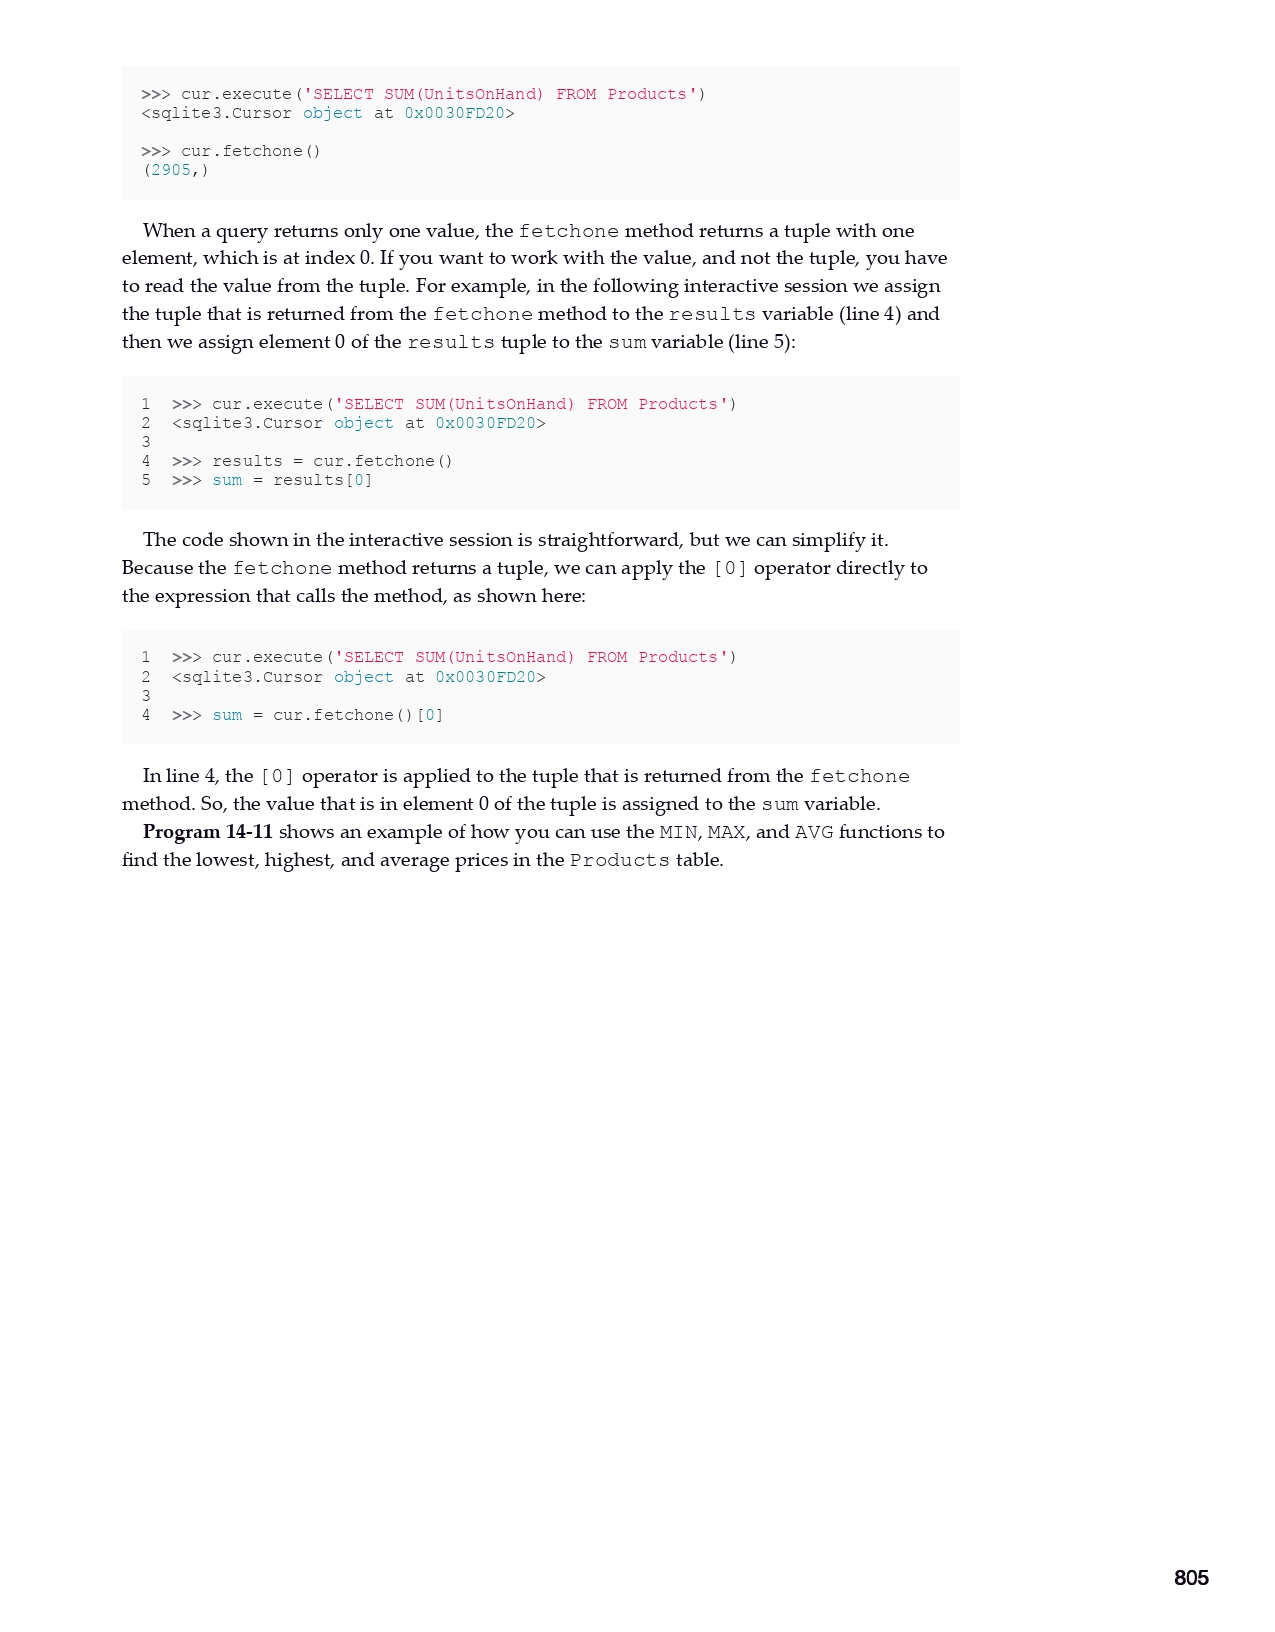 >>> cur.execute('SELECT SUM(UnitsOnHand) FROM Products')
<sqlite3.Cursor object at 0x0030FD20>
>>> cur.fetchone()
(2905,)
When a query returns only one value, the fetchone method returns a tuple with one
element, which is at index 0. If you want to work with the value, and not the tuple, you have
to read the value from the tuple. For example, in the following interactive session we assign
the tuple that is returned from the fetchone method to the results variable (line 4) and
then we assign element 0 of the results tuple to the sum variable (line 5):
1 >>> cur.execute('SELECT SUM(UnitsOnHand) FROM Products')
2 <sqlite3.Cursor object at 0x0030FD20>
3
4 >>> results = cur.fetchone()
5 >>> sum = results[0]
The code shown in the interactive session is straightforward, but we can simplify it.
Because the fetchone method returns a tuple, we can apply the [0] operator directly to
the expression that calls the method, as shown here:
1 >>> cur.execute('SELECT SUM(UnitsOnHand) FROM Products')
2 <sqlite3.Cursor object at 0x0030FD20>
3
4 >>> sum = cur.fetchone()[0]
In line 4, the [0] operator is applied to the tuple that is returned from the fetchone
method. So, the value that is in element 0 of the tuple is assigned to the sum variable.
Program 14-11 shows an example of how you can use the MIN, MAX, and AVG functions to
find the lowest, highest, and average prices in the Products table.
805